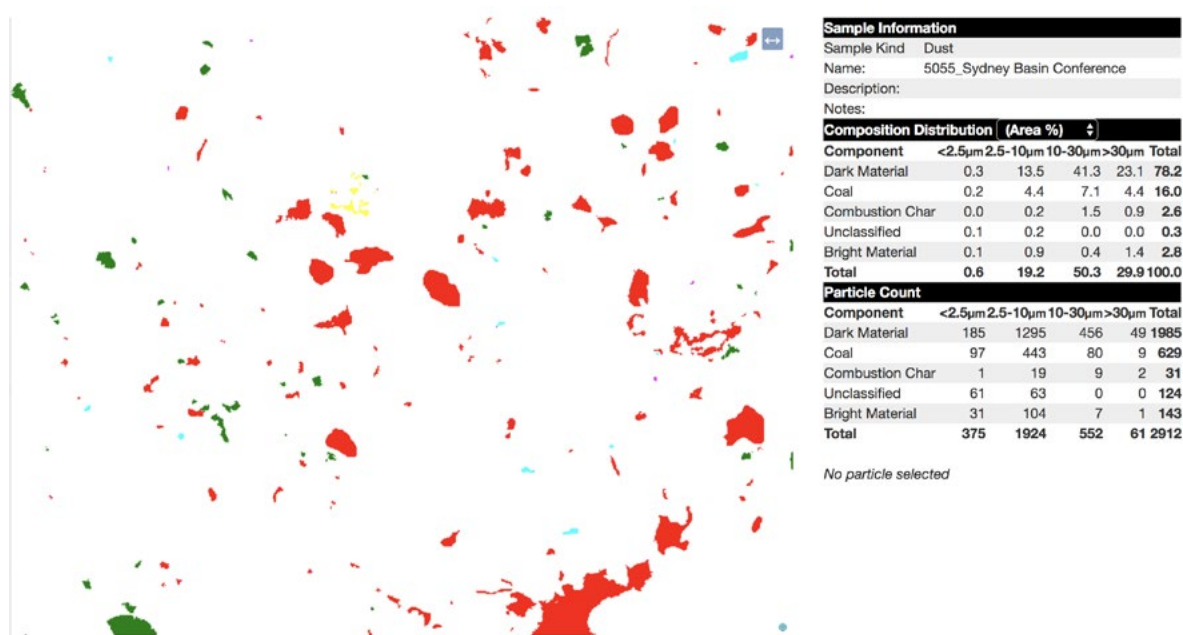 Sample Information
Sample Kind Dust
Name: 5055_Sydney Basin Conference
Description:
Notes:
Composition Distribution (Area %)
Component <2.5µm 2.5-10µm 10-30µm >30µm Total
Dark Material 0.3 13.5 41.3 23.1 78.2
Coal 0.2 4.4 7.1 4.4 16.0
Combustion Char 0.0 0.2 1.5 0.9 2.6
Unclassified 0.1 0.2 0.0 0.0 0.3
Bright Material 0.1 0.9 0.4 1.4 2.8
Total 0.6 19.2 50.3 29.9 100.0
Particle Count
Component <2.5µm 2.5-10µm 10-30µm >30µm Total
Dark Material 185 1295 456 49 1985
Coal 97 443 80 9 629
Combustion Char 1 19 9 2 31
Unclassified 61 63 0 0 124
Bright Material 31 104 7 1 143
Total 375 1924 552 61 2912
No particle selected